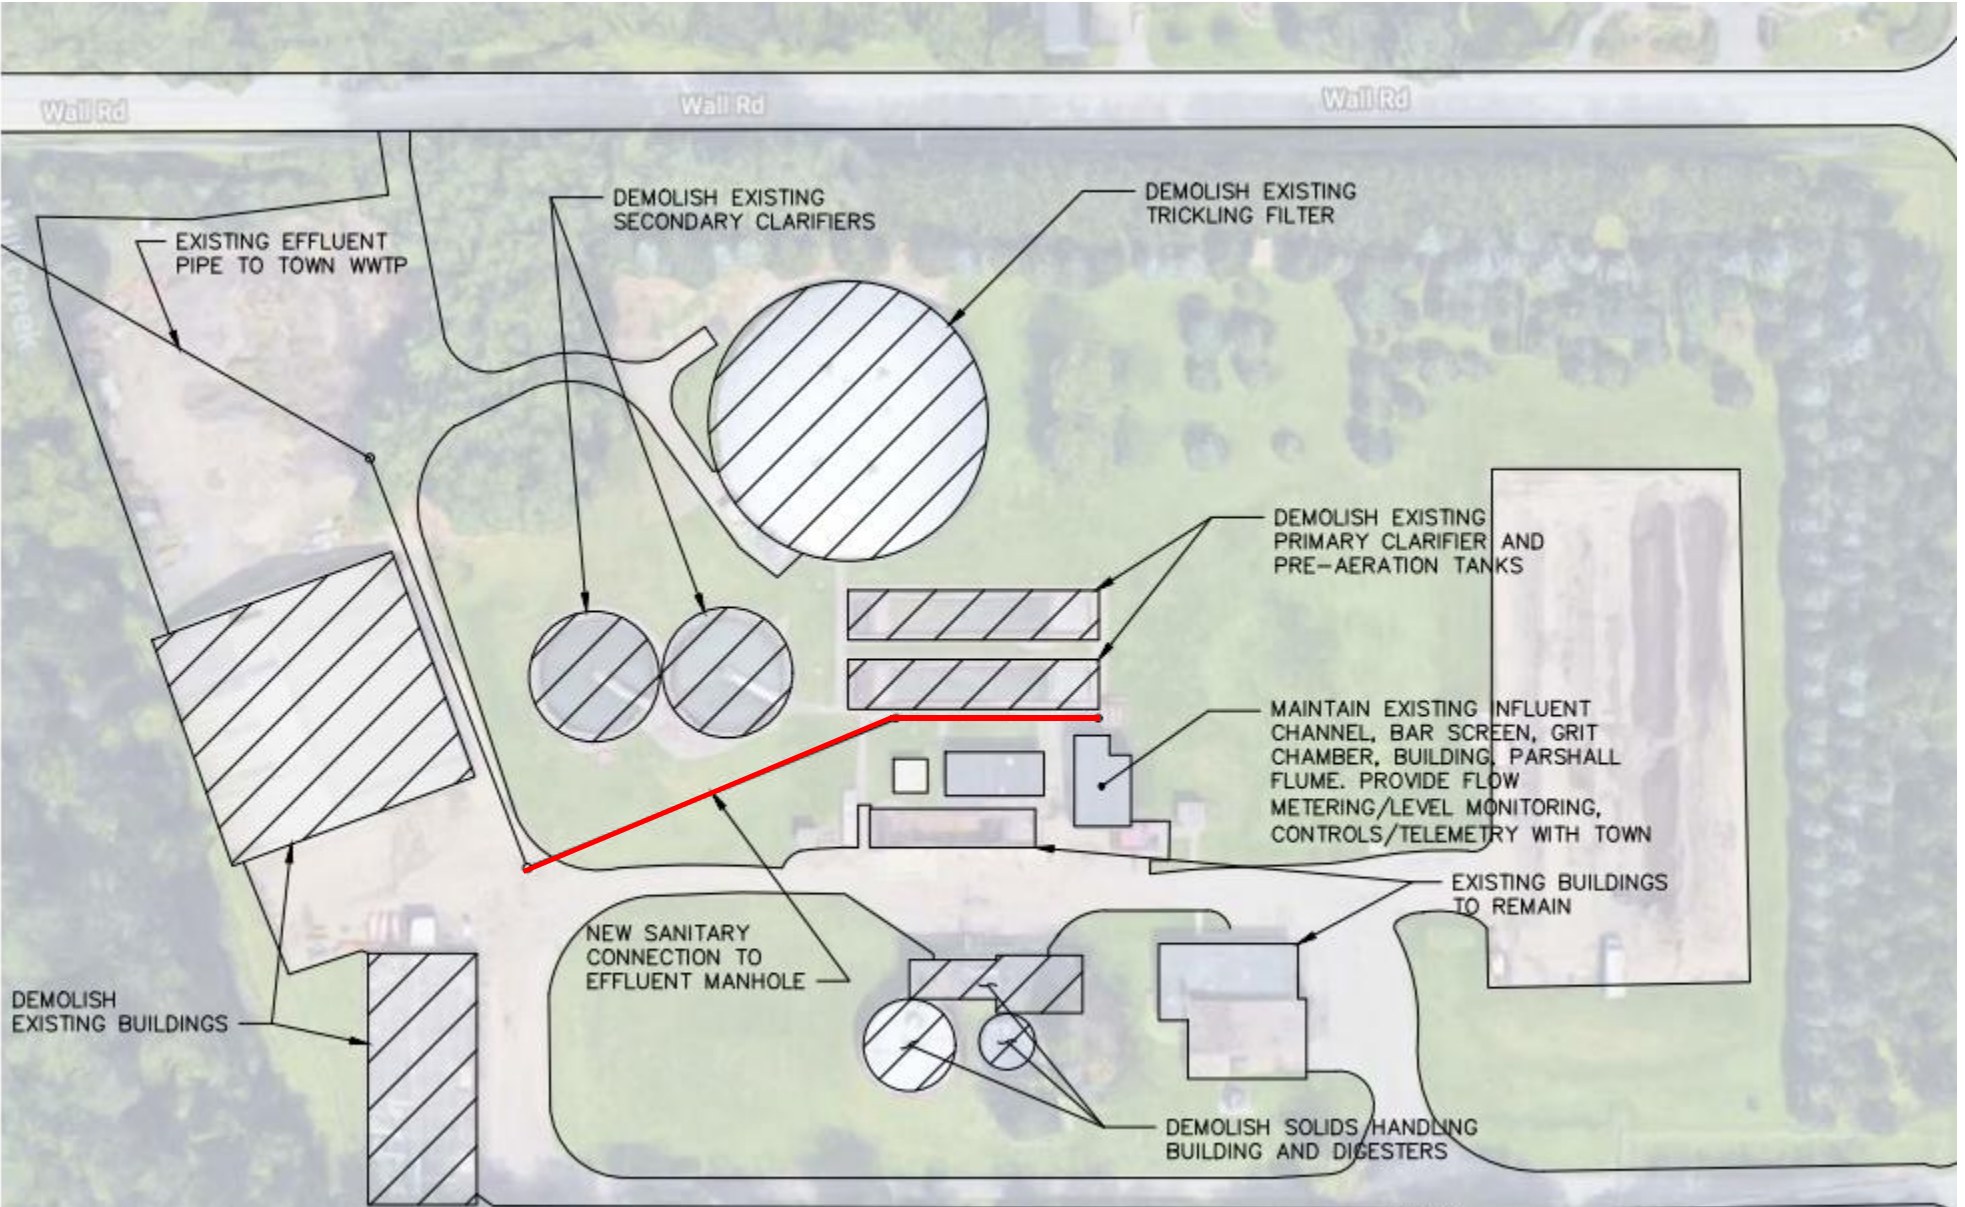 Wall Rd
Wall Rd
Wall Rd
DEMOLISH EXISTING
SECONDARY CLARIFIERS
DEMOLISH EXISTING
TRICKLING FILTER
EXISTING EFFLUENT
PIPE TO TOWN WWTP
creek
DEMOLISH EXISTING
PRIMARY CLARIFIER AND
PRE-AERATION TANKS
MAINTAIN EXISTING INFLUENT
CHANNEL, BAR SCREEN, GRIT
CHAMBER, BUILDING, PARSHALL
FLUME. PROVIDE FLOW
METERING/LEVEL MONITORING,
CONTROLS/TELEMETRY WITH TOWN
EXISTING BUILDINGS
TO REMAIN
NEW SANITARY
CONNECTION TO
EFFLUENT MANHOLE
DEMOLISH
EXISTING BUILDINGS
DEMOLISH SOLIDS HANDLING
BUILDING AND DIGESTERS